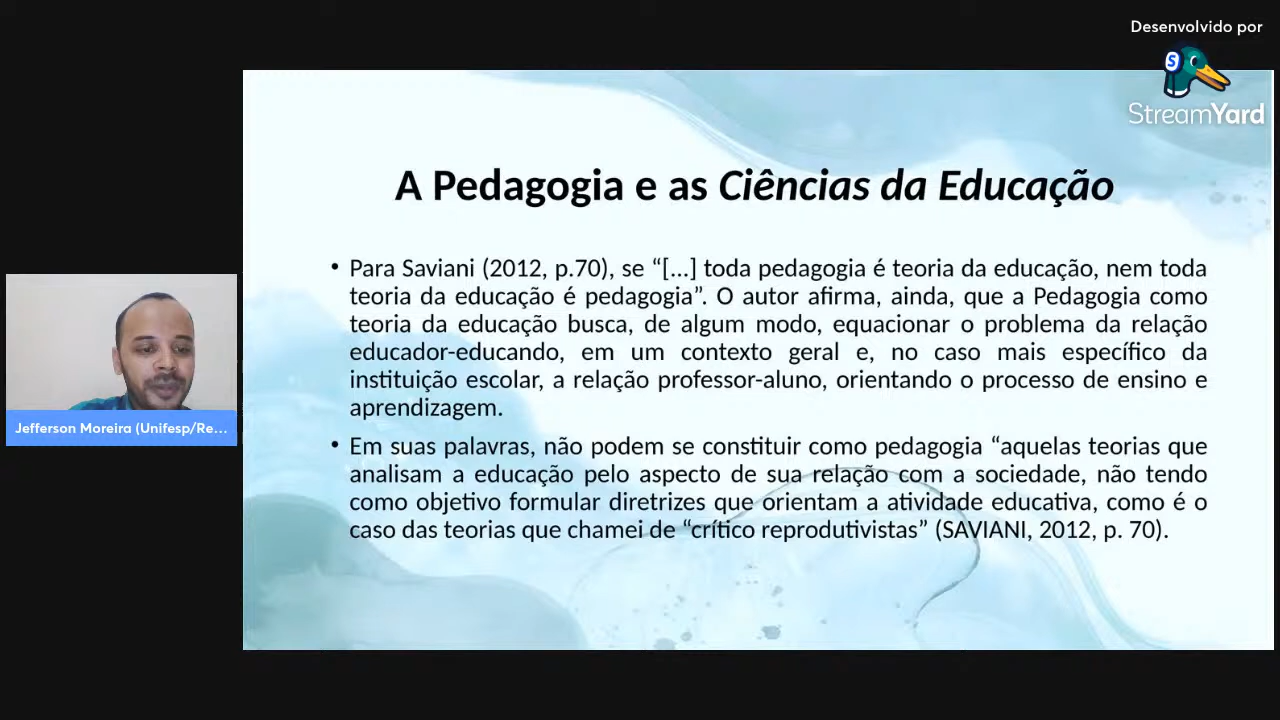 Desenvolvido por
StreamYard
A Pedagogia e as Ciências da Educação
• Para Saviani (2012, p.70), se “[...] toda pedagogia é teoria da educação, nem toda
teoria da educação é pedagogia”. O autor afirma, ainda, que a Pedagogia como
teoria da educação busca, de algum modo, equacionar o problema da relação
educador-educando, em um contexto geral e, no caso mais específico da
instituição escolar, a relação professor-aluno, orientando o processo de ensino e
aprendizagem.
• Em suas palavras, não podem se constituir como pedagogia “aquelas teorias que
analisam a educação pelo aspecto de sua relação com a sociedade, não tendo
como objetivo formular diretrizes que orientam a atividade educativa, como é o
caso das teorias que chamei de “crítico reprodutivistas” (SAVIANI, 2012, p. 70).
Jefferson Moreira (Unifesp/Re...